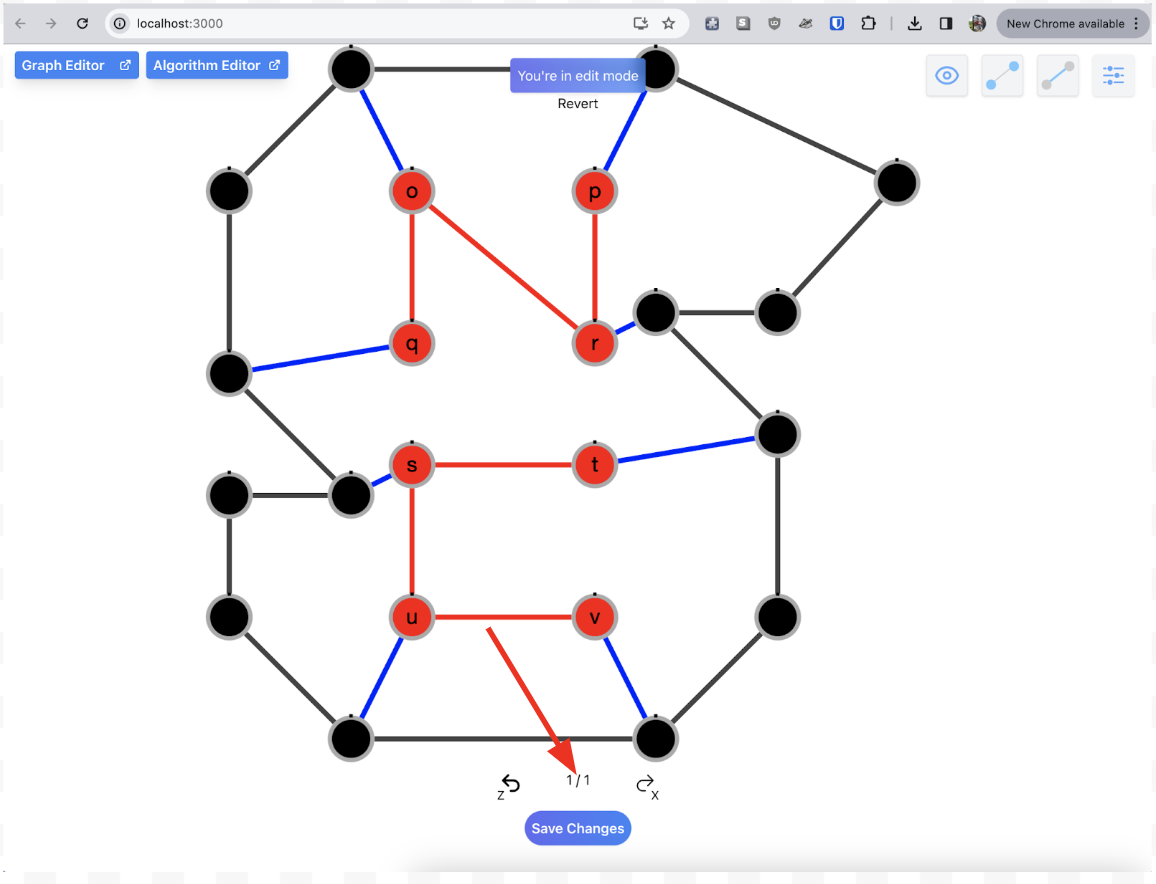 localhost:3000
New Chrome available
Graph Editor
Algorithm Editor
You're in edit mode
Revert
o
p
q
r
s
t
u
v
Z
1/1
X
Save Changes